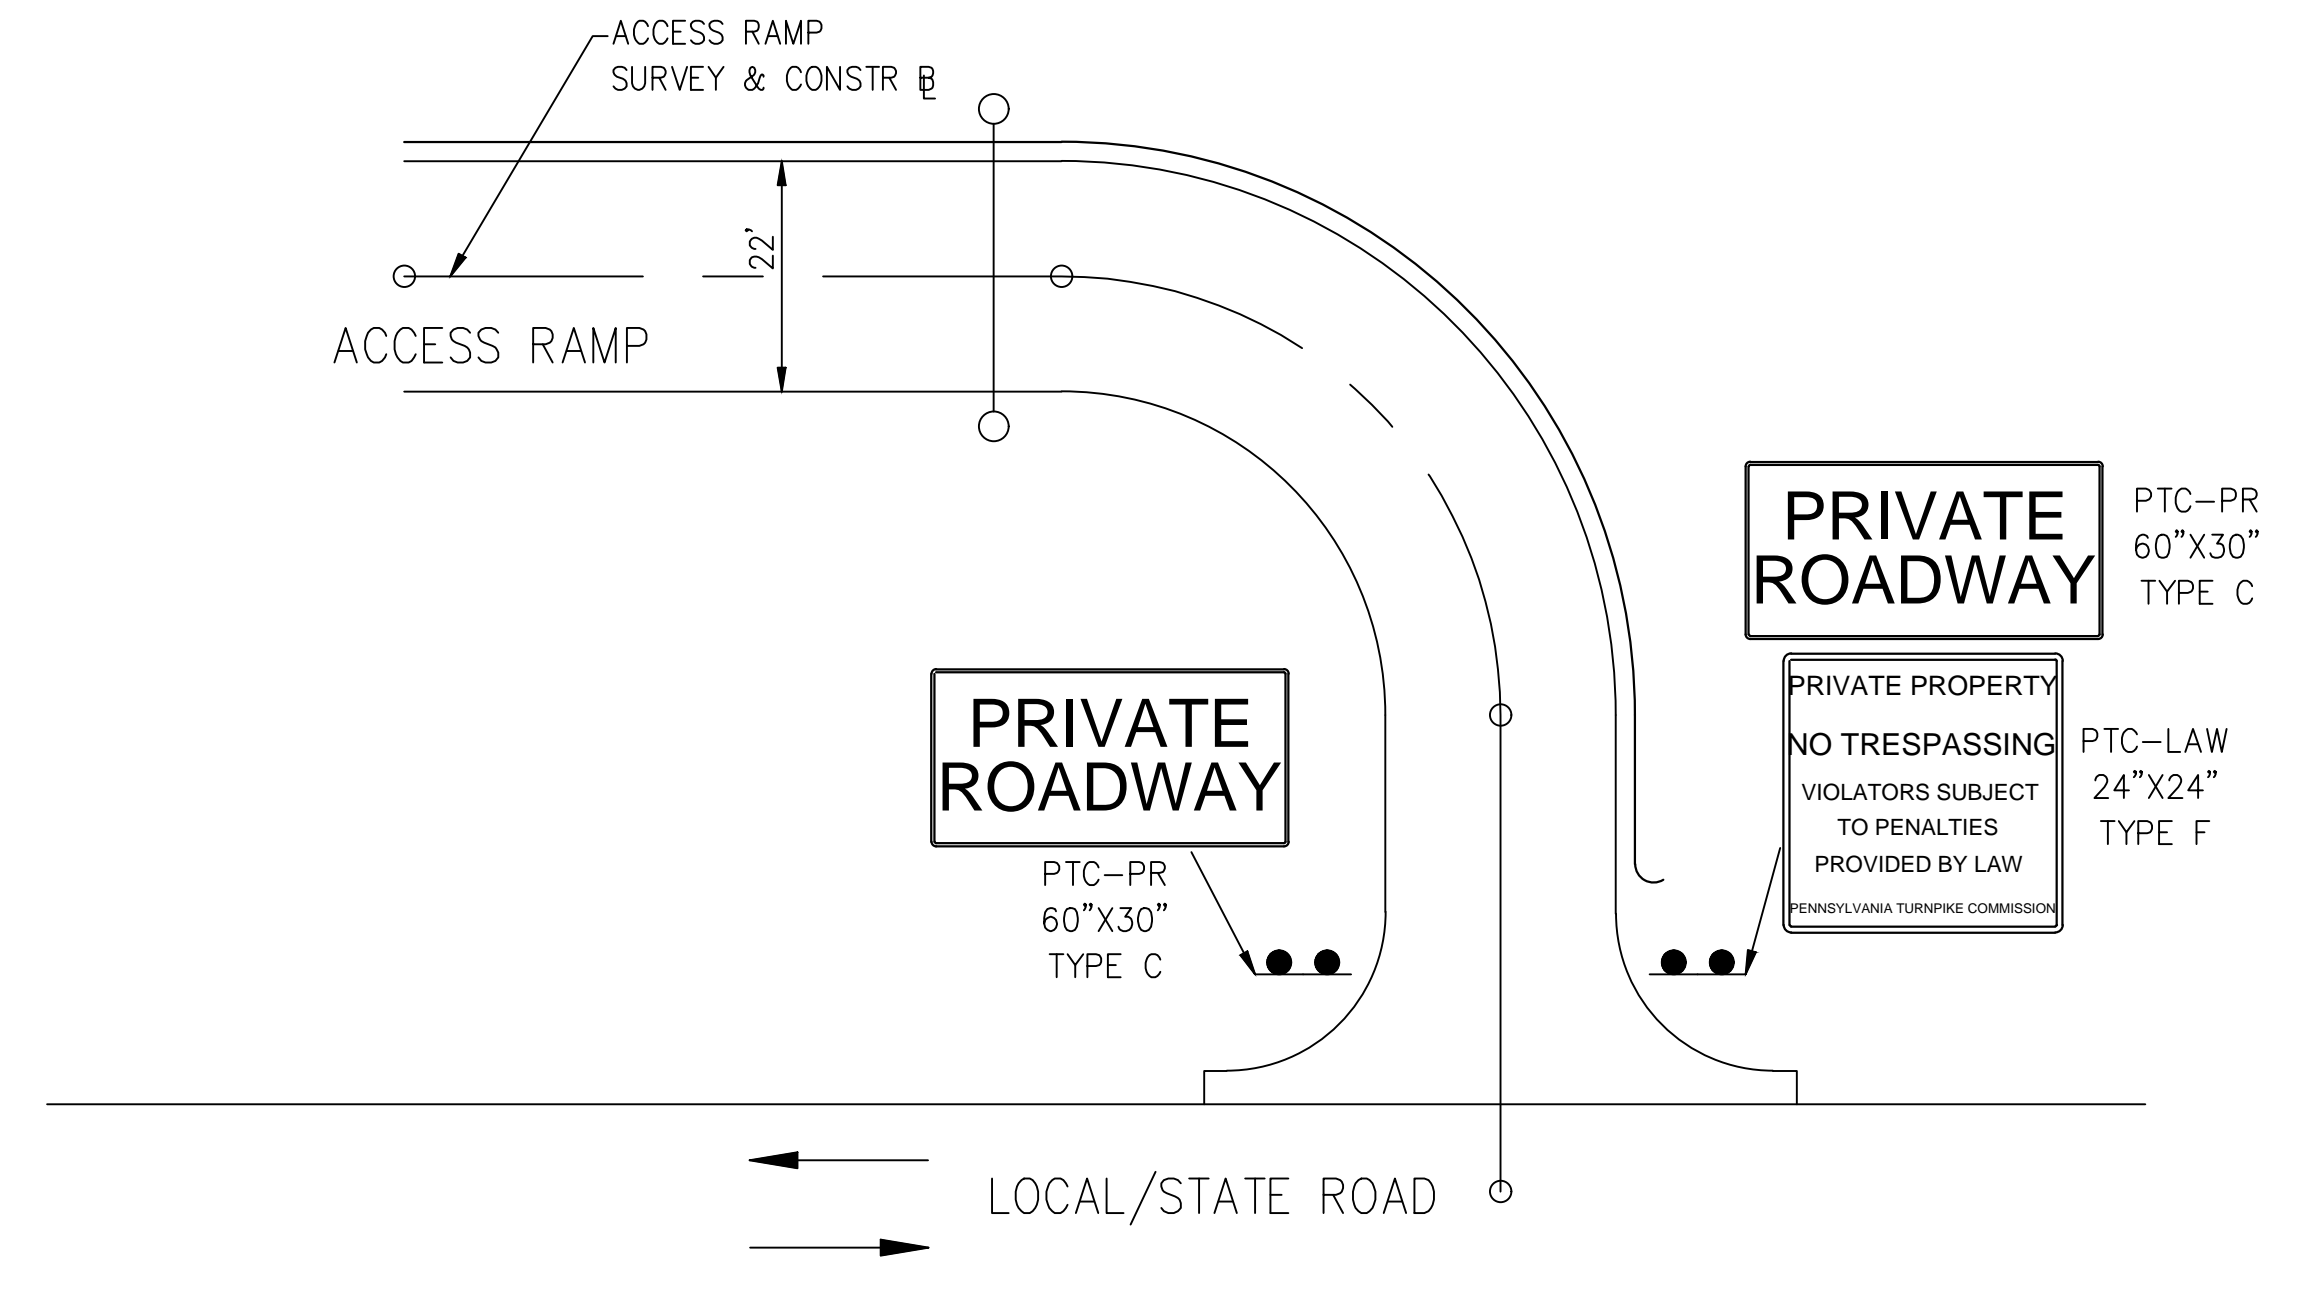 ACCESS RAMP
SURVEY & CONSTR ⅊
22'
ACCESS RAMP
PRIVATE
ROADWAY
PTC-PR
60"X30"
TYPE C
PRIVATE PROPERTY
NO TRESPASSING
VIOLATORS SUBJECT
TO PENALTIES
PROVIDED BY LAW
PENNSYLVANIA TURNPIKE COMMISSION
PTC-LAW
24"X24"
TYPE F
PRIVATE
ROADWAY
PTC-PR
60"X30"
TYPE C
LOCAL/STATE ROAD